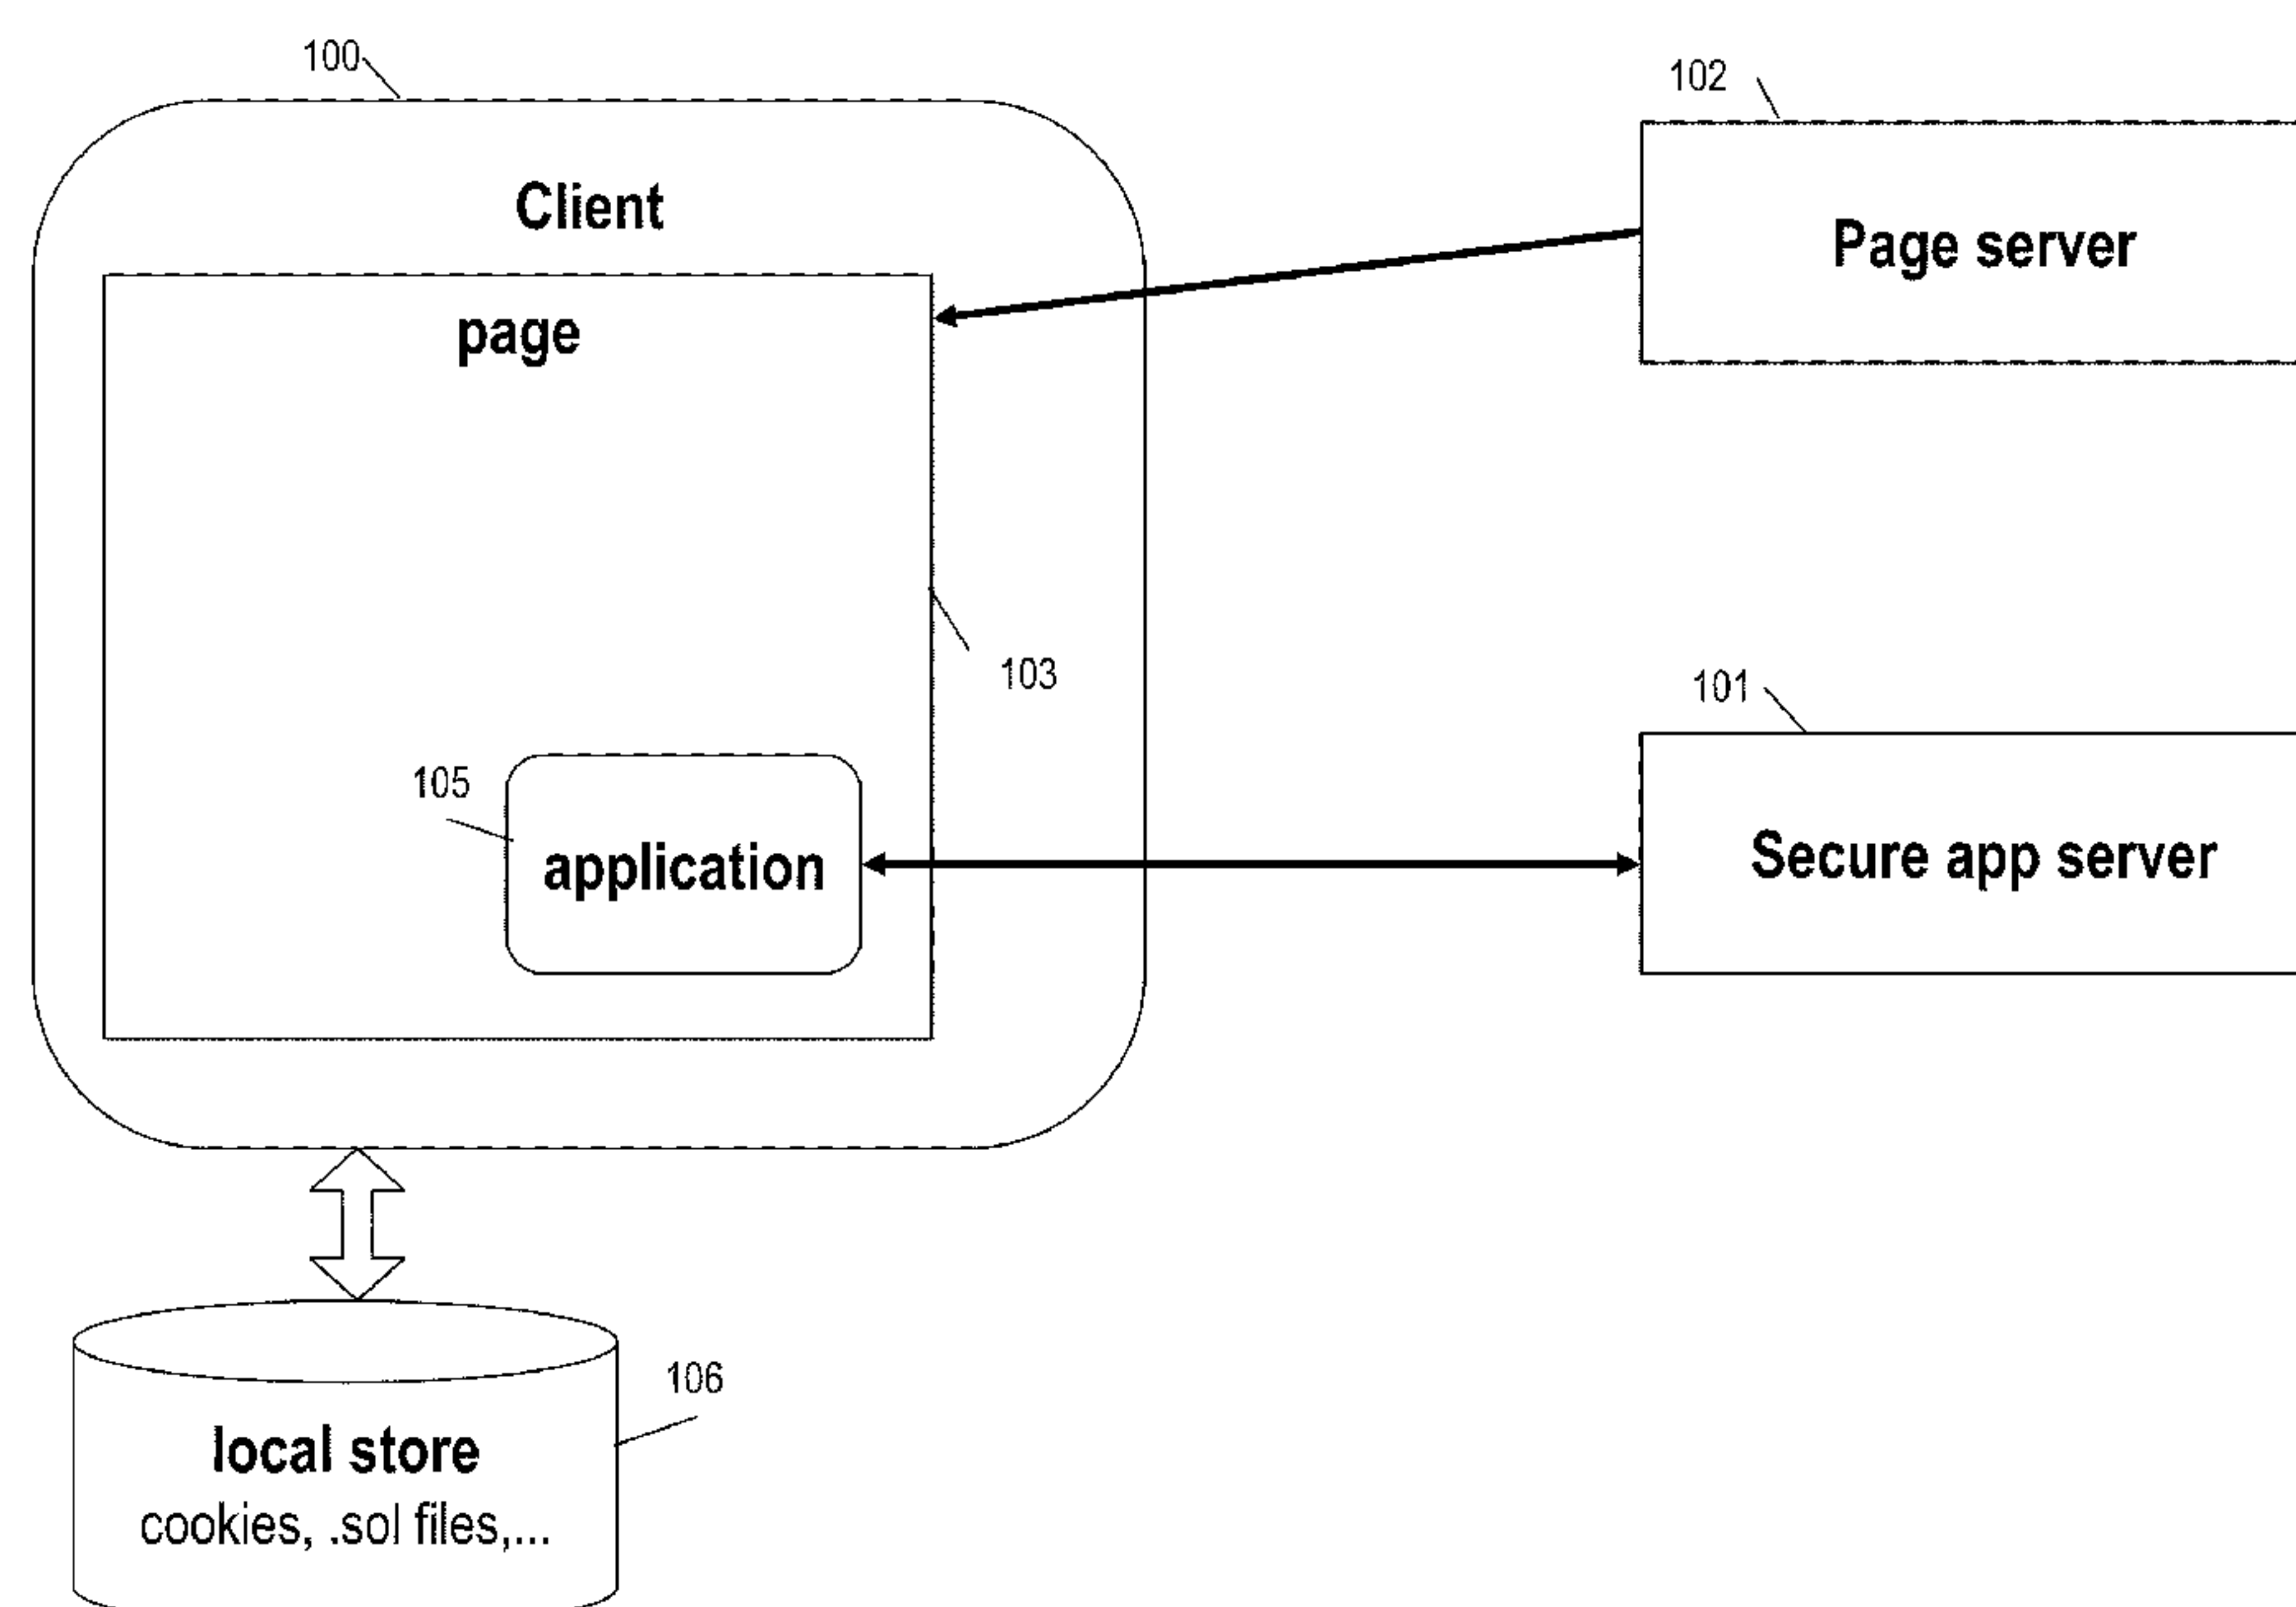 100
102
Client
Page server
page
103
101
105
application
Secure app server
106
local store
cookies, .sol files,...